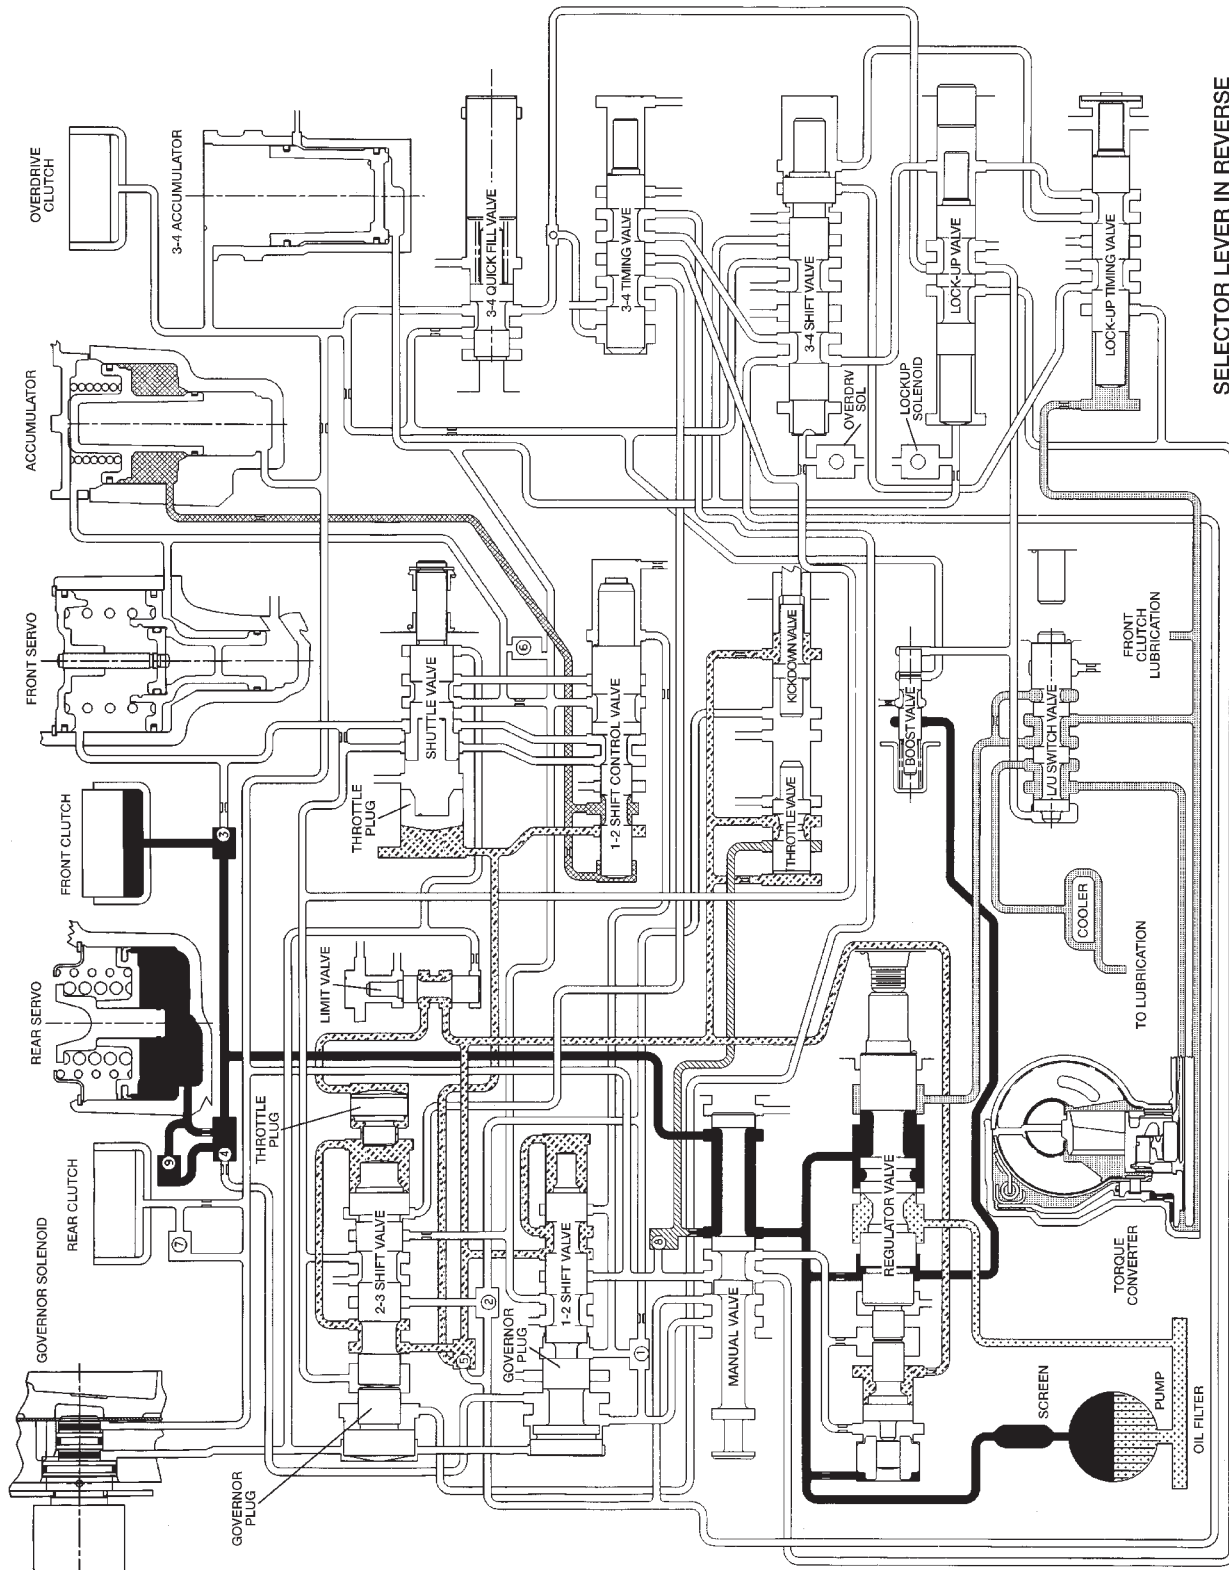 OVERDRIVE
CLUTCH
3-4 ACCUMULATOR
3-4 QUICK FILL VALVE
3-4 TIMING VALVE
3-4 SHIFT VALVE
LOCK-UP VALVE
LOCK-UP TIMING VALVE
SELECTOR LEVER IN REVERSE
ACCUMULATOR
OVERDRV
SOL
LOCKUP
SOLENOID
FRONT SERVO
SHUTTLE VALVE
6
1-2 SHIFT CONTROL VALVE
KICKDOWN VALVE
BOOST VALVE
L/U SWITCH VALVE
FRONT
CLUTCH
LUBRICATION
FRONT CLUTCH
3
THROTTLE
PLUG
THROTTLE VALVE
COOLER
TO LUBRICATION
REAR SERVO
LIMIT VALVE
REAR CLUTCH
9
4
7
THROTTLE
PLUG
2-3 SHIFT VALVE
2
5
1-2 SHIFT VALVE
GOVERNOR
PLUG
8
1
MANUAL VALVE
REGULATOR VALVE
TORQUE
CONVERTER
GOVERNOR SOLENOID
GOVERNOR
PLUG
SCREEN
PUMP
OIL FILTER